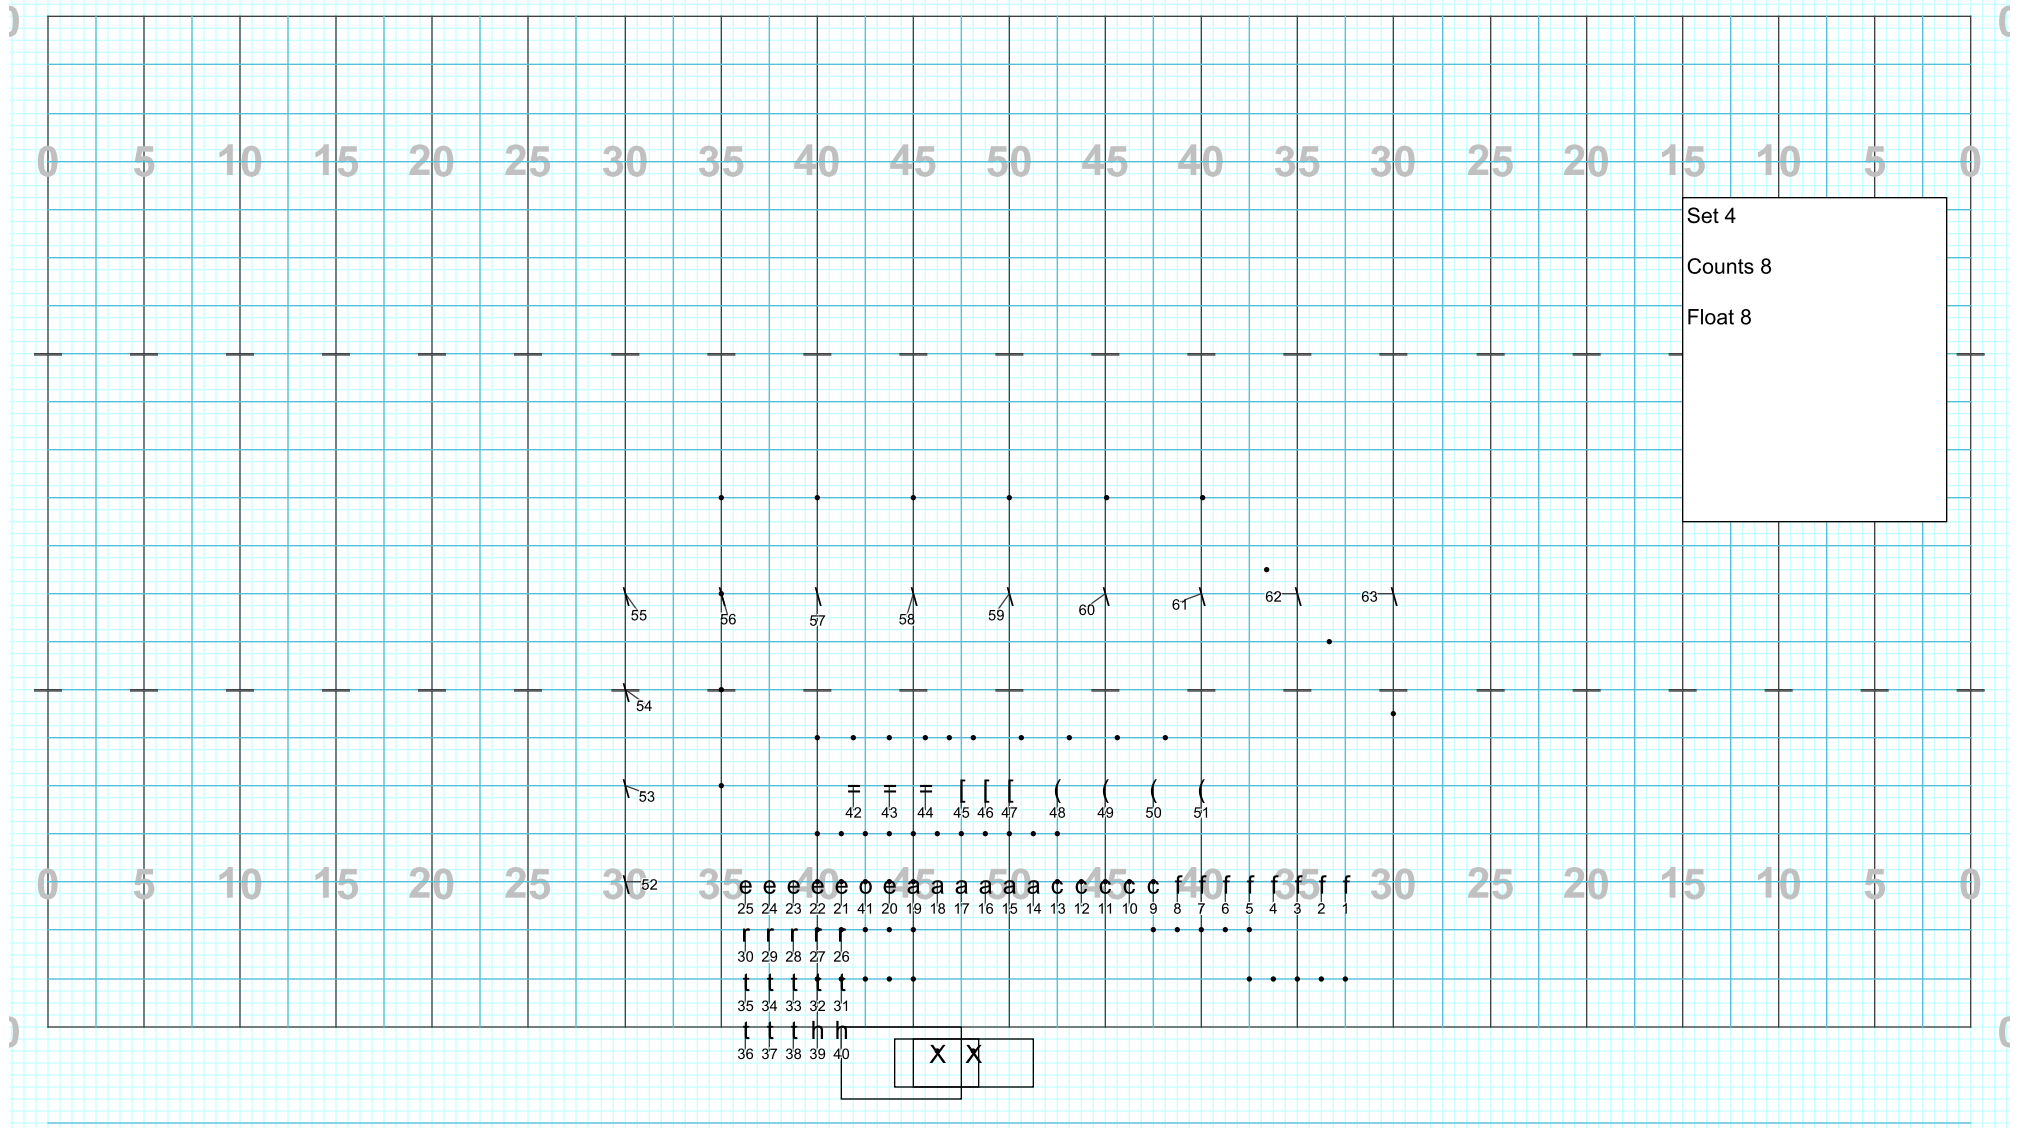 0 0
0 5 10 15 20 25 30 35 40 45 50 45 40 35 30 25 20 15 10 5 0
Set 4
Counts 8
Float 8
\ \ \ \ \ \ \ \ \
55 56 57 58 59 60 61 62 63
\
54
\
53
= = = [ [ [ ( ( ( (
42 43 44 45 46 47 48 49 50 51
0 5 10 15 20 25 30 35 40 45 50 45 40 35 30 25 20 15 10 5 0
\ 52
e e e e e o e a a a a a a c c c c c f f f f f f f f
25 24 23 22 21 41 20 19 18 17 16 15 14 13 12 11 10 9 8 7 6 5 4 3 2 1
r r r r r
30 29 28 27 26
t t t t t
35 34 33 32 31
0 0
t t t h h
36 37 38 39 40
X X